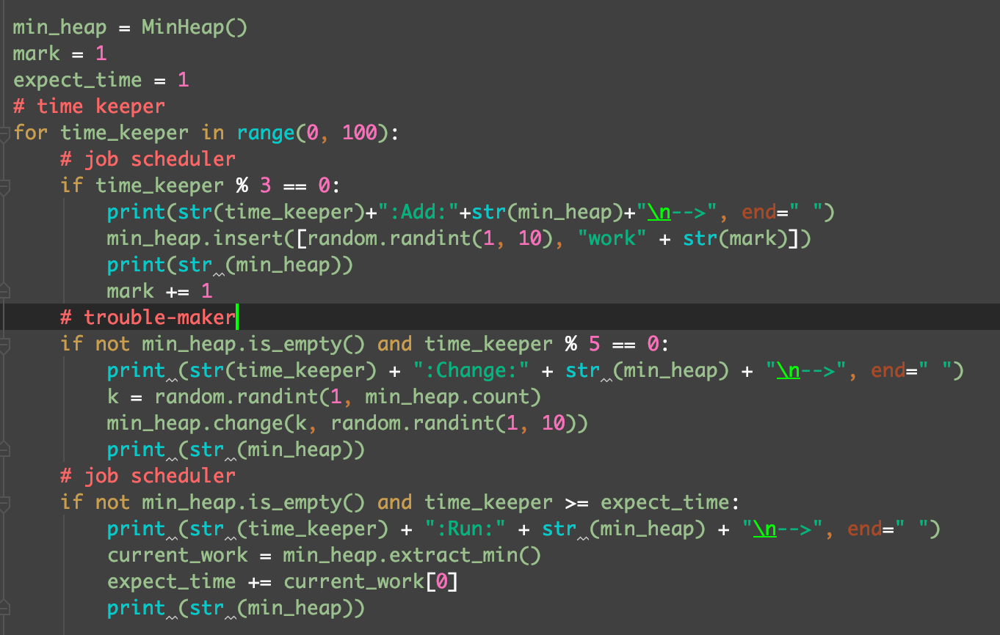 min_heap = MinHeap()
mark = 1
expect_time = 1
# time keeper
for time_keeper in range(0, 100):
    # job scheduler
    if time_keeper % 3 == 0:
        print(str(time_keeper)+":Add:"+str(min_heap)+"\n-->", end=" ")
        min_heap.insert([random.randint(1, 10), "work" + str(mark)])
        print(str (min_heap))
        mark += 1
    # trouble-maker
    if not min_heap.is_empty() and time_keeper % 5 == 0:
        print (str(time_keeper) + ":Change:" + str (min_heap) + "\n-->", end=" ")
        k = random.randint(1, min_heap.count)
        min_heap.change(k, random.randint(1, 10))
        print (str (min_heap))
    # job scheduler
    if not min_heap.is_empty() and time_keeper >= expect_time:
        print (str (time_keeper) + ":Run:" + str (min_heap) + "\n-->", end=" ")
        current_work = min_heap.extract_min()
        expect_time += current_work[0]
        print (str (min_heap))